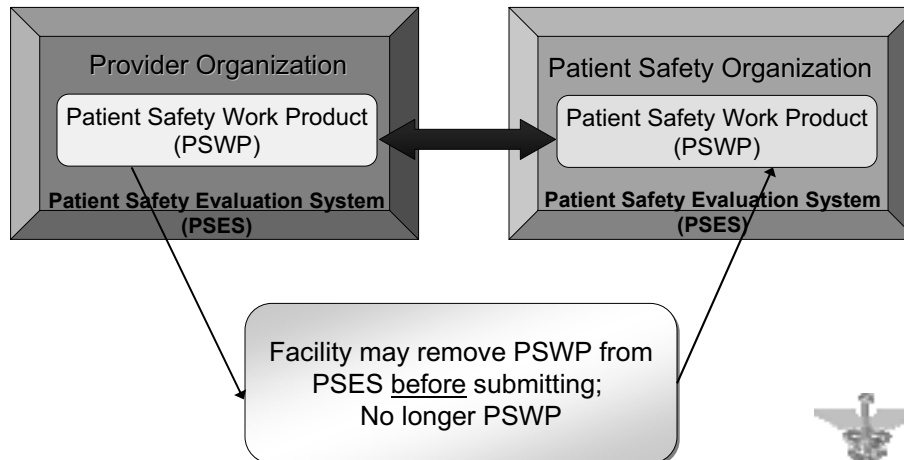 Provider Organization
Patient Safety Work Product
(PSWP)
Patient Safety Evaluation System
(PSES)
Patient Safety Organization
Patient Safety Work Product
(PSWP)
Patient Safety Evaluation System
(PSES)
Facility may remove PSWP from
PSES before submitting;
No longer PSWP